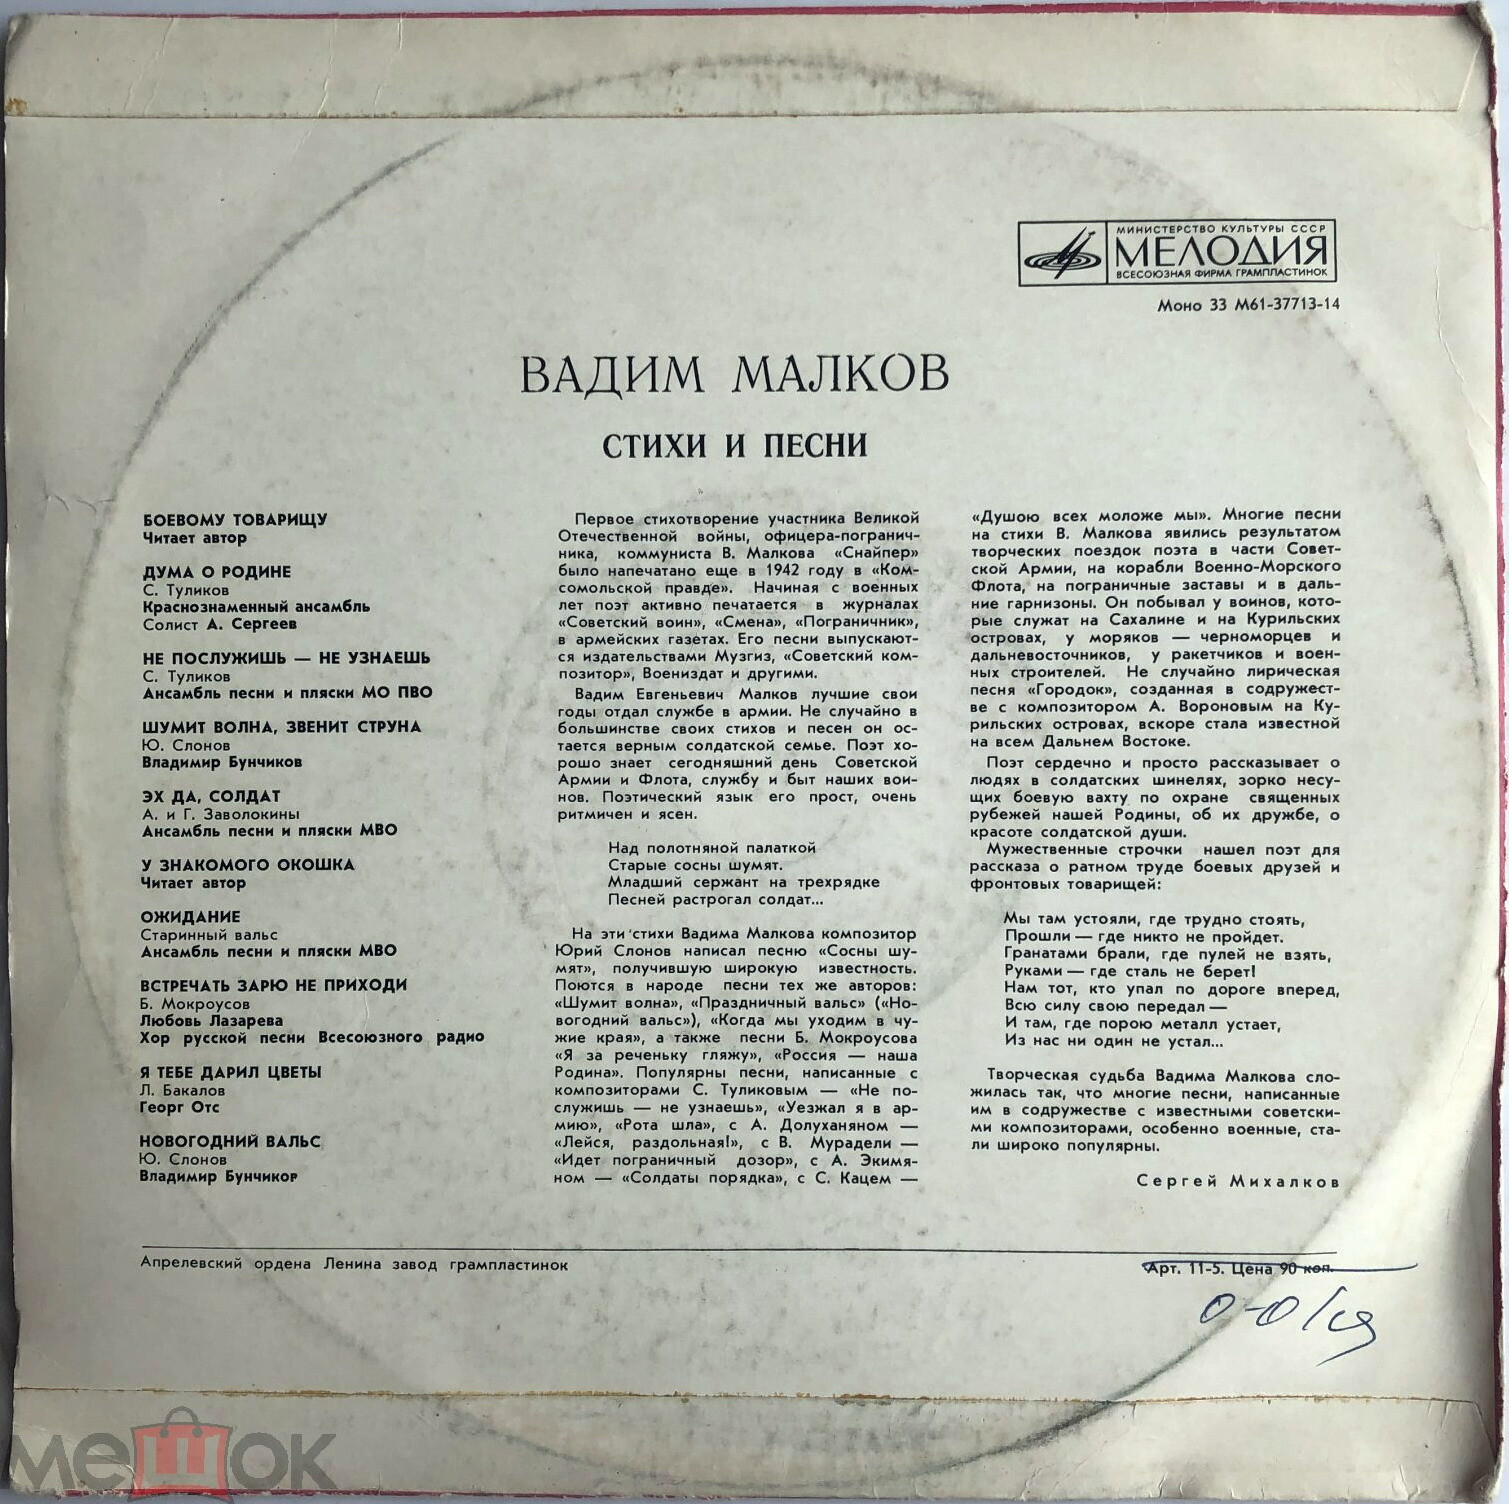 МИНИСТЕРСТВО КУЛЬТУРЫ СССР
МЕЛОДИЯ
ВСЕСОЮЗНАЯ ФИРМА ГРАМПЛАСТИНОК
Моно 33 М61-37713-14
ВАДИМ МАЛКОВ
СТИХИ И ПЕСНИ
БОЕВОМУ ТОВАРИЩУ
Читает автор
ДУМА О РОДИНЕ
С. Туликов
Краснознаменный ансамбль
Солист А. Сергеев
НЕ ПОСЛУЖИШЬ — НЕ УЗНАЕШЬ
С. Туликов
Ансамбль песни и пляски МО ПВО
ШУМИТ ВОЛНА, ЗВЕНИТ СТРУНА
Ю. Слонов
Владимир Бунчиков
ЭХ ДА, СОЛДАТ
А. и Г. Заволокины
Ансамбль песни и пляски МВО
У ЗНАКОМОГО ОКОШКА
Читает автор
ОЖИДАНИЕ
Старинный вальс
Ансамбль песни и пляски МВО
ВСТРЕЧАТЬ ЗАРЮ НЕ ПРИХОДИ
Б. Мокроусов
Любовь Лазарева
Хор русской песни Всесоюзного радио
Я ТЕБЕ ДАРИЛ ЦВЕТЫ
Л. Бакалов
Георг Отс
НОВОГОДНИЙ ВАЛЬС
Ю. Слонов
Владимир Бунчиков
Первое стихотворение участника Великой
Отечественной войны, офицера-погранич-
ника, коммуниста В. Малкова «Снайпер»
было напечатано еще в 1942 году в «Ком-
сомольской правде». Начиная с военных
лет поэт активно печатается в журналах
«Советский воин», «Смена», «Пограничник»,
в армейских газетах. Его песни выпускают-
ся издательствами Музгиз, «Советский ком-
позитор», Воениздат и другими.
Вадим Евгеньевич Малков лучшие свои
годы отдал службе в армии. Не случайно в
большинстве своих стихов и песен он ос-
тается верным солдатской семье. Поэт хо-
рошо знает сегодняшний день Советской
Армии и Флота, службу и быт наших вои-
нов. Поэтический язык его прост, очень
ритмичен и ясен.
Над полотняной палаткой
Старые сосны шумят.
Младший сержант на трехрядке
Песней растрогал солдат...
На эти стихи Вадима Малкова композитор
Юрий Слонов написал песню «Сосны шу-
мят», получившую широкую известность.
Поются в народе песни тех же авторов:
«Шумит волна», «Праздничный вальс» («Но-
вогодний вальс»), «Когда мы уходим в чу-
жие края», а также песни Б. Мокроусова
«Я за реченьку гляжу», «Россия — наша
Родина». Популярны песни, написанные с
композиторами С. Туликовым — «Не по-
служишь — не узнаешь», «Уезжал я в ар-
мию», «Рота шла», с А. Долуханяном —
«Лейся, раздольная!», с В. Мурадели —
«Идет пограничный дозор», с А. Экимя-
ном — «Солдаты порядка», с С. Кацем —
«Душою всех моложе мы». Многие песни
на стихи В. Малкова явились результатом
творческих поездок поэта в части Совет-
ской Армии, на корабли Военно-Морского
Флота, на пограничные заставы и в даль-
ние гарнизоны. Он побывал у воинов, кото-
рые служат на Сахалине и на Курильских
островах, у моряков — черноморцев и
дальневосточников, у ракетчиков и воен-
ных строителей. Не случайно лирическая
песня «Городок», созданная в содружест-
ве с композитором А. Вороновым на Ку-
рильских островах, вскоре стала известной
на всем Дальнем Востоке.
Поэт сердечно и просто рассказывает о
людях в солдатских шинелях, зорко несу-
щих боевую вахту по охране священных
рубежей нашей Родины, об их дружбе, о
красоте солдатской души.
Мужественные строчки нашел поэт для
рассказа о ратном труде боевых друзей и
фронтовых товарищей:
Мы там устояли, где трудно стоять,
Прошли — где никто не пройдет.
Гранатами брали, где пулей не взять,
Руками — где сталь не берет!
Нам тот, кто упал по дороге вперед,
Всю силу свою передал —
И там, где порою металл устает,
Из нас ни один не устал...
Творческая судьба Вадима Малкова сло-
жилась так, что многие песни, написанные
им в содружестве с известными советски-
ми композиторами, особенно военные, ста-
ли широко популярны.
Сергей Михалков
Апрелевский ордена Ленина завод грампластинок
Арт. 11-5. Цена 90 коп.
мешок